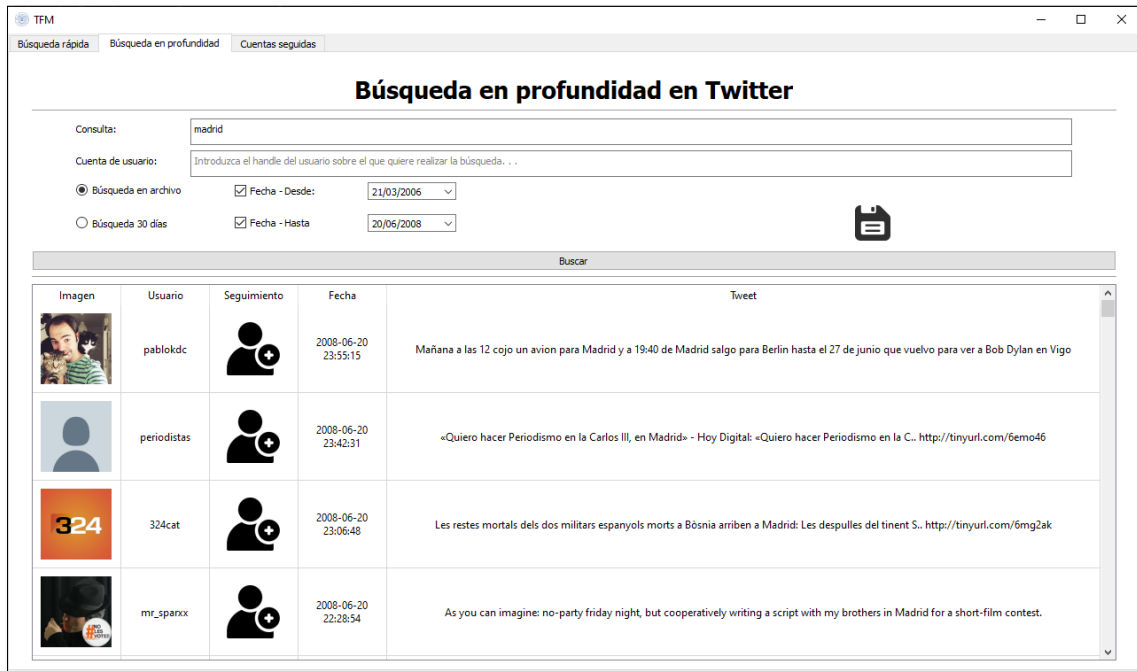 TFM
Búsqueda rápida Búsqueda en profundidad Cuentas seguidas
Búsqueda en profundidad en Twitter
Consulta: madrid
Cuenta de usuario: Introduzca el handle del usuario sobre el que quiere realizar la búsqueda. . .
Búsqueda en archivo Fecha - Desde: 21/03/2006
Búsqueda 30 días Fecha - Hasta 20/06/2008
Buscar
Imagen Usuario Seguimiento Fecha Tweet
pablokdc 2008-06-20 23:55:15 Mañana a las 12 cojo un avion para Madrid y a 19:40 de Madrid salgo para Berlin hasta el 27 de junio que vuelvo para ver a Bob Dylan en Vigo
periodistas 2008-06-20 23:42:31 «Quiero hacer Periodismo en la Carlos III, en Madrid» - Hoy Digital: «Quiero hacer Periodismo en la C.. http://tinyurl.com/6emo46
324 324cat 2008-06-20 23:06:48 Les restes mortals dels dos militars espanyols morts a Bòsnia arriben a Madrid: Les despulles del tinent S.. http://tinyurl.com/6mg2ak
#NO LES VOTES mr_sparxx 2008-06-20 22:28:54 As you can imagine: no-party friday night, but cooperatively writing a script with my brothers in Madrid for a short-film contest.